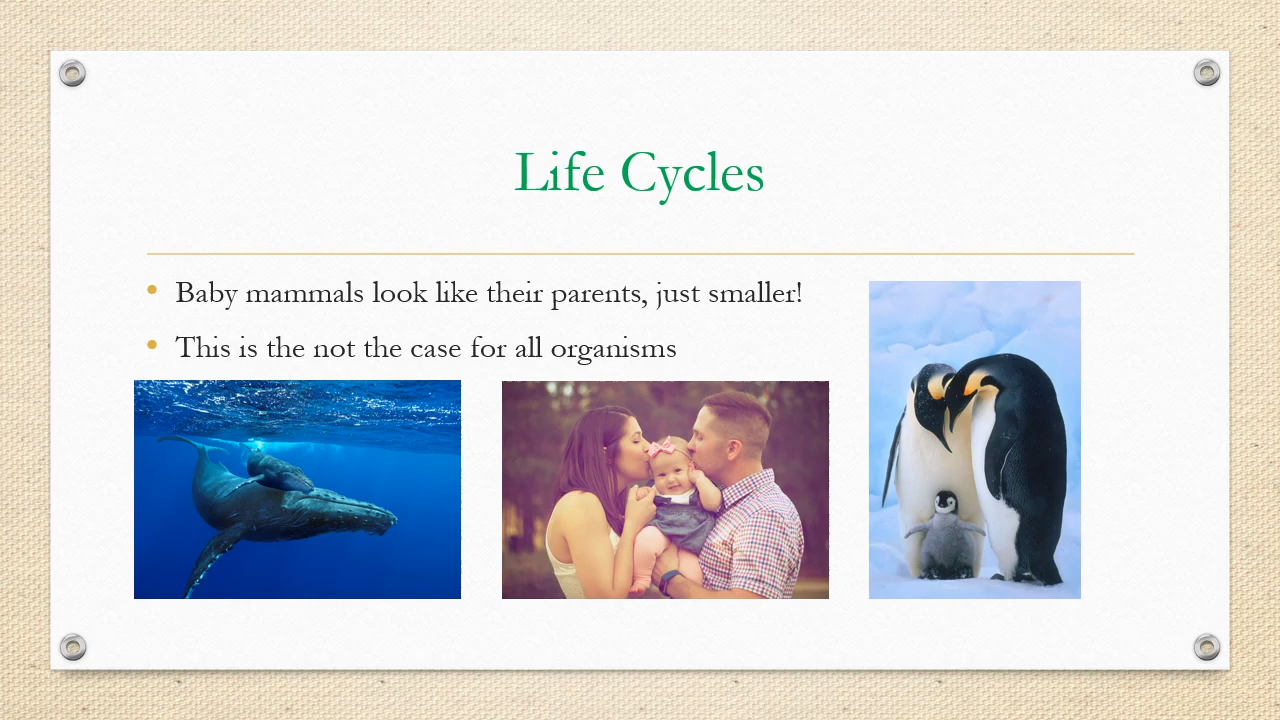 Life Cycles
• Baby mammals look like their parents, just smaller!
• This is the not the case for all organisms